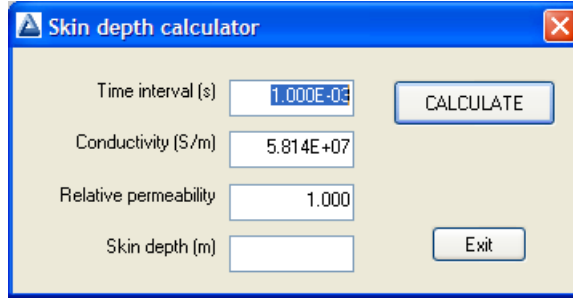 Skin depth calculator
Time interval (s) 1.000E-03 CALCULATE
Conductivity (S/m) 5.814E+07
Relative permeability 1.000
Skin depth (m) Exit